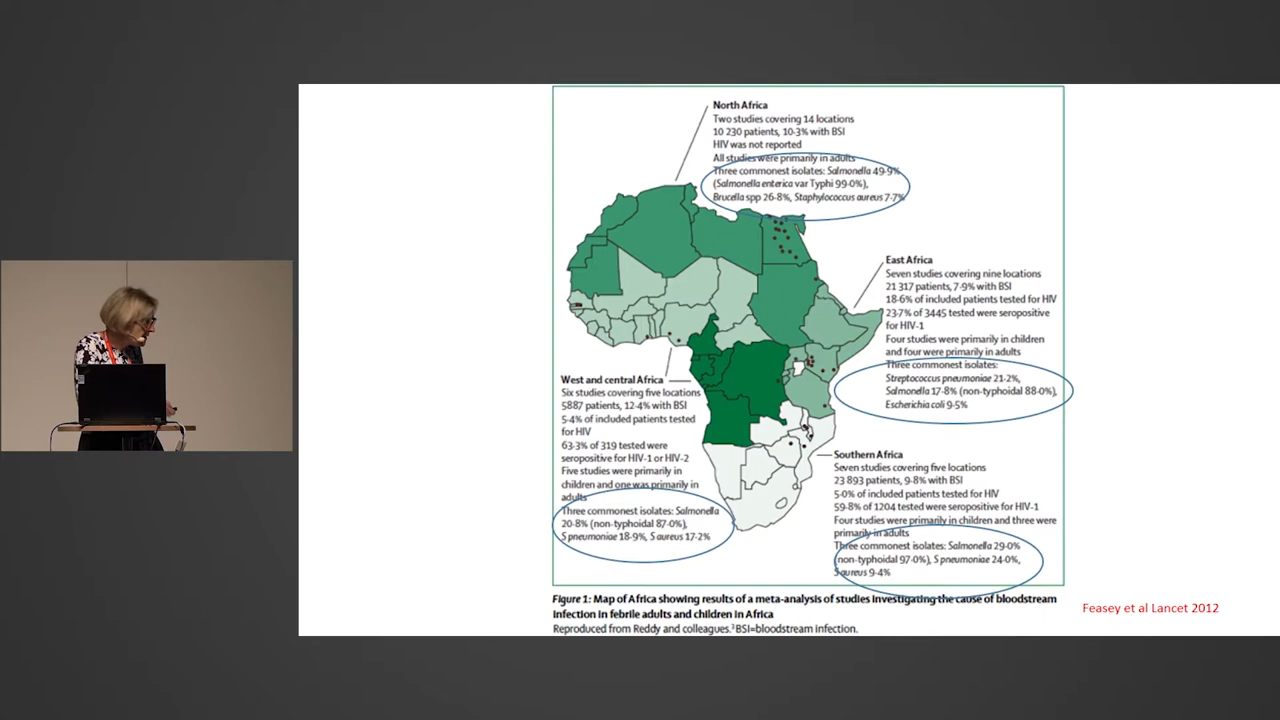 North Africa
Two studies covering 14 locations
10 230 patients, 10·3% with BSI
HIV was not reported
All studies were primarily in adults
Three commonest isolates: Salmonella 49·9%
(Salmonella enterica var Typhi 99·0%),
Brucella spp 26·8%, Staphylococcus aureus 7·7%
East Africa
Seven studies covering nine locations
21 317 patients, 7·9% with BSI
18·6% of included patients tested for HIV
23·7% of 3445 tested were seropositive
for HIV-1
Four studies were primarily in children
and four were primarily in adults
Three commonest isolates:
Streptococcus pneumoniae 21·2%,
Salmonella 17·8% (non-typhoidal 88·0%),
Escherichia coli 9·5%
West and central Africa
Six studies covering five locations
5887 patients, 12·4% with BSI
5·4% of included patients tested
for HIV
63·3% of 319 tested were
seropositive for HIV-1 or HIV-2
Five studies were primarily in
children and one was primarily in
adults
Three commonest isolates: Salmonella
20·8% (non-typhoidal 87·0%),
S pneumoniae 18·9%, S aureus 17·2%
Southern Africa
Seven studies covering five locations
23 893 patients, 9·8% with BSI
5·0% of included patients tested for HIV
59·8% of 1204 tested were seropositive for HIV-1
Four studies were primarily in children and three were
primarily in adults
Three commonest isolates: Salmonella 29·0%
(non-typhoidal 97·0%), S pneumoniae 24·0%,
S aureus 9·4%
Figure 1: Map of Africa showing results of a meta-analysis of studies investigating the cause of bloodstream
infection in febrile adults and children in Africa
Reproduced from Reddy and colleagues.³ BSI=bloodstream infection.
Feasey et al Lancet 2012